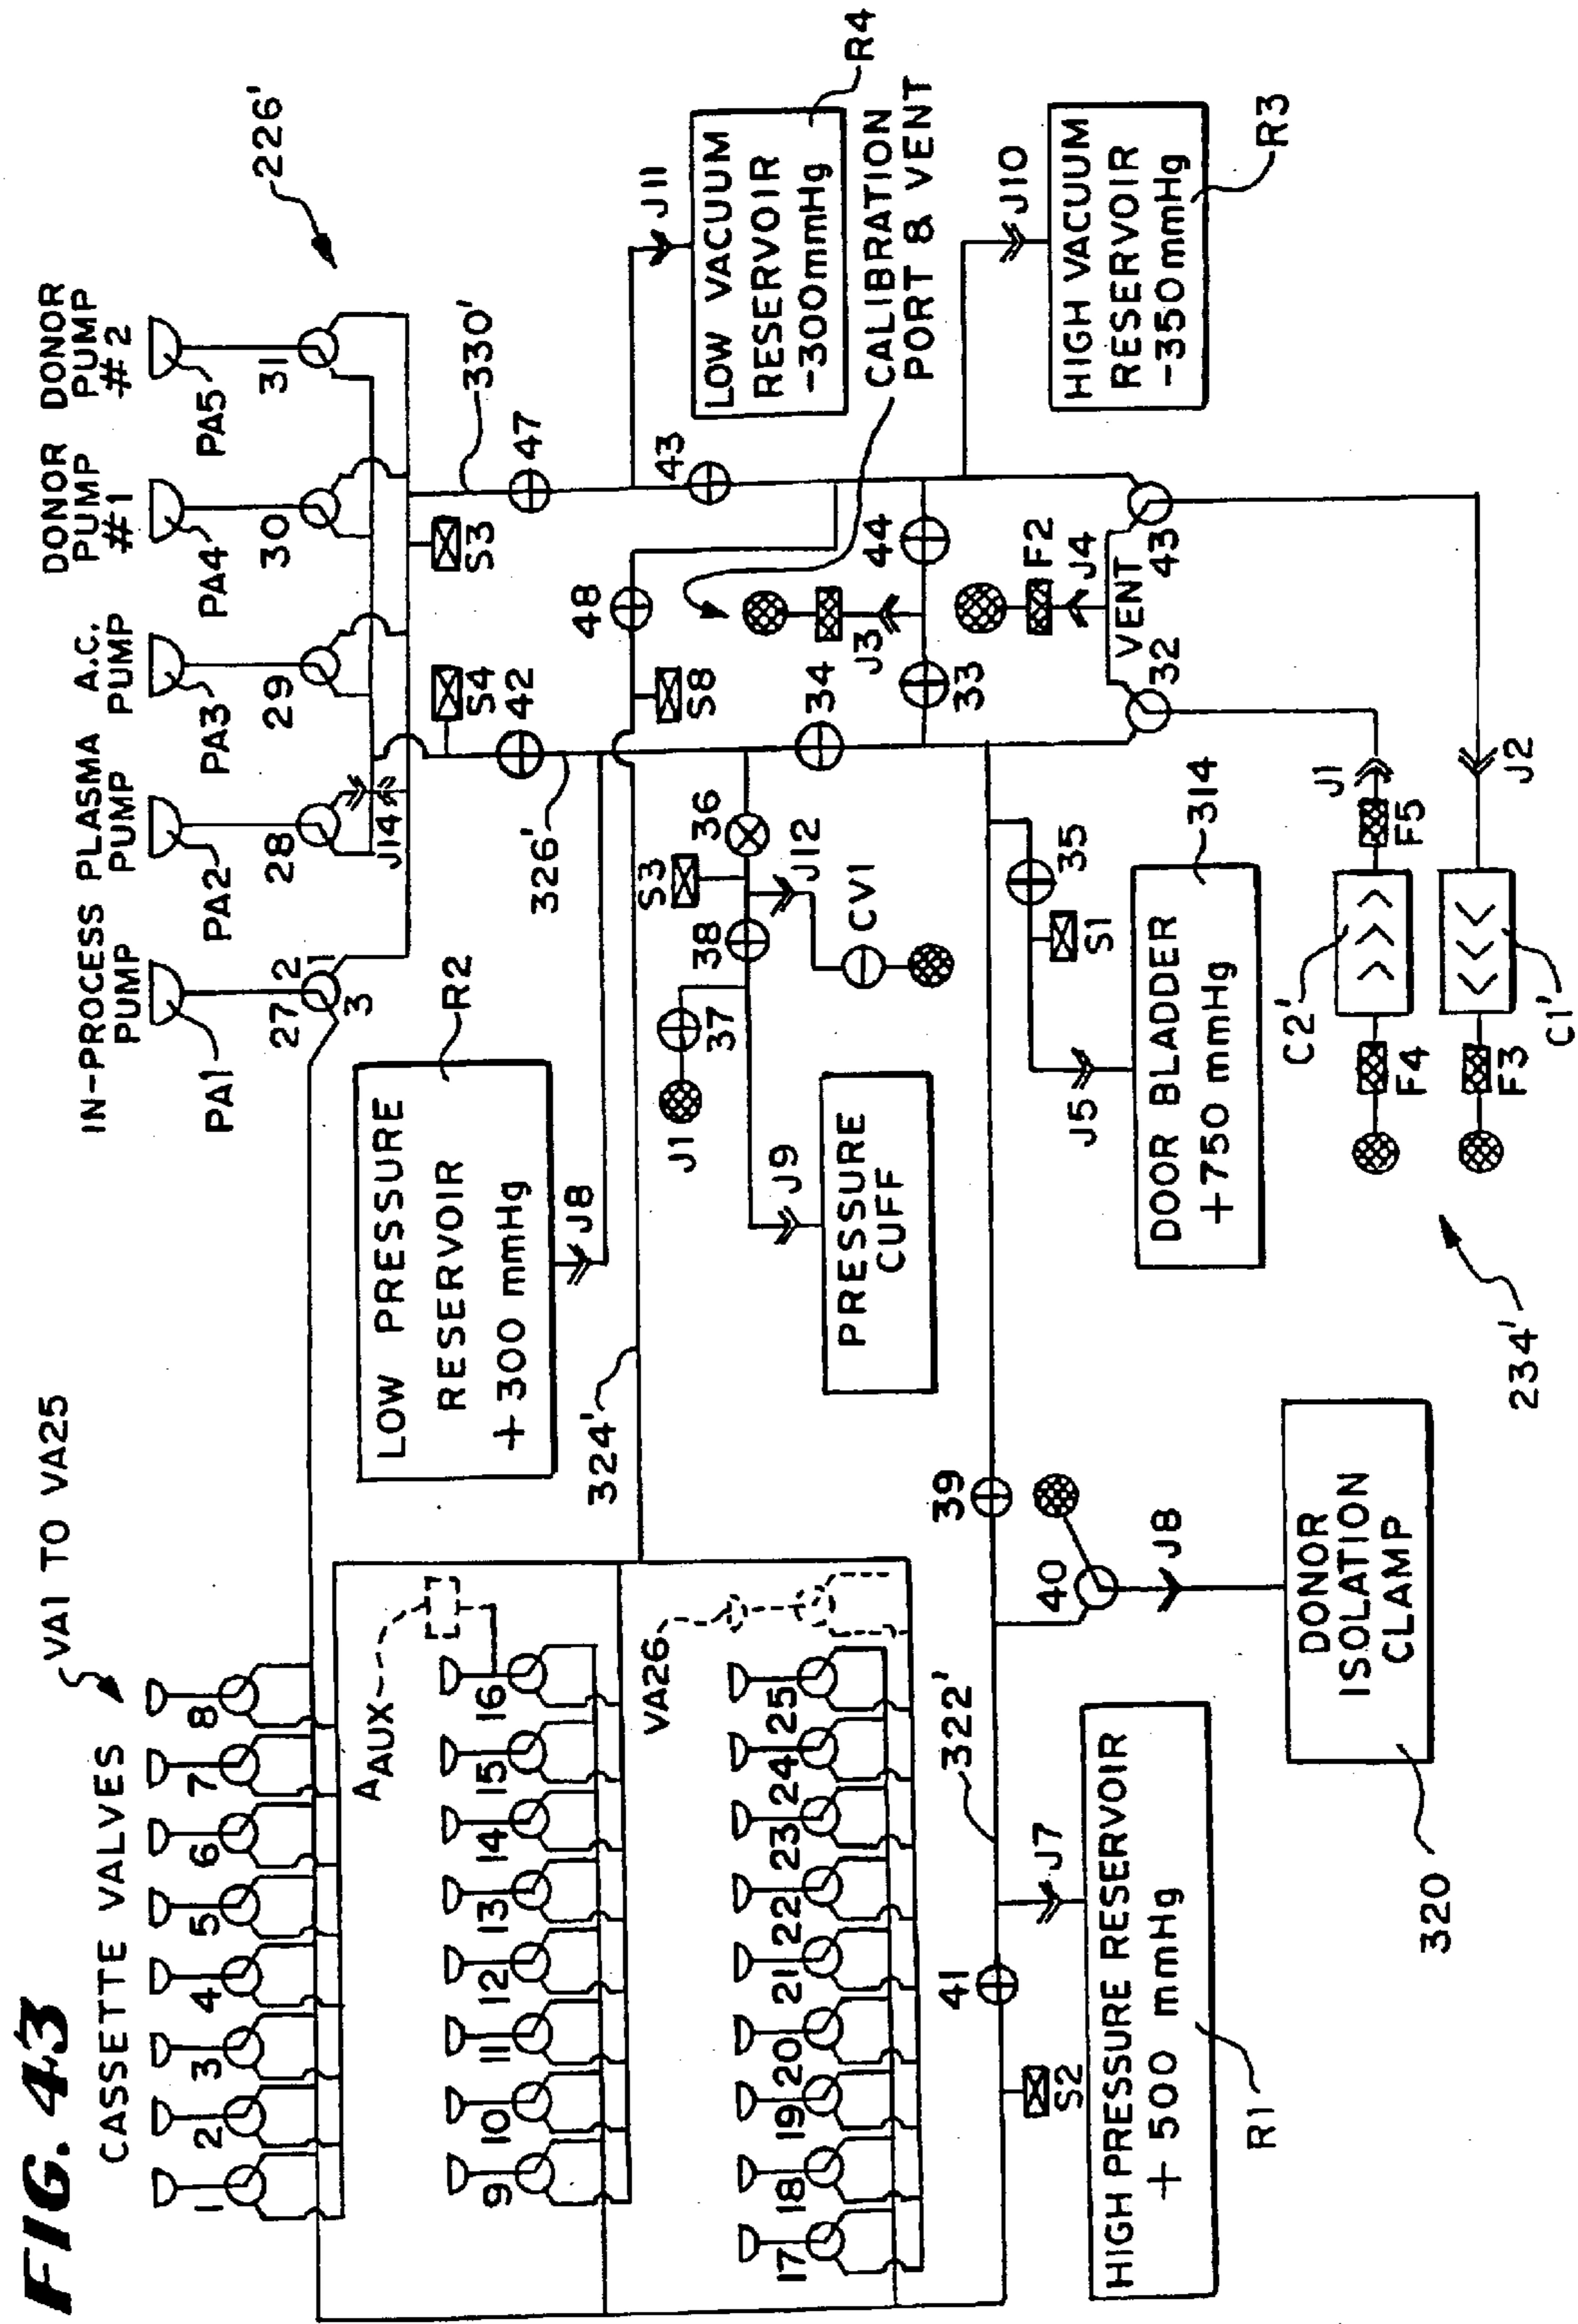 FIG. 43
CASSETTE VALVES
VA1 TO VA25
1
2
3
4
5
6
7
8
AAUX
9
10
11
12
13
14
15
16
VA26
17
18
19
20
21
22
23
24
25
IN-PROCESS
PUMP
PLASMA
PUMP
A.C.
PUMP
DONOR
PUMP
#1
DONOR
PUMP
#2
226'
PA1
PA2
PA3
PA4
PA5
27
2
1
3
28
29
30
31
J14
S4
S3
42
47
326'
330'
LOW PRESSURE
RESERVOIR
+300 mmHg
R2
J8
324'
48
S8
43
J11
LOW VACUUM
RESERVOIR
-300mmHg
R4
CALIBRATION
PORT & VENT
S3
36
38
37
J1
J12
CV1
J9
PRESSURE
CUFF
34
J3
33
44
F2
J4
VENT
32
43
J10
HIGH VACUUM
RESERVOIR
-350mmHg
R3
39
40
J8
DONOR
ISOLATION
CLAMP
320
322'
41
S2
J7
HIGH PRESSURE RESERVOIR
+500 mmHg
R1
35
S1
J5
DOOR BLADDER
+750 mmHg
314
J1
F5
C2'
F4
J2
C1'
F3
234'